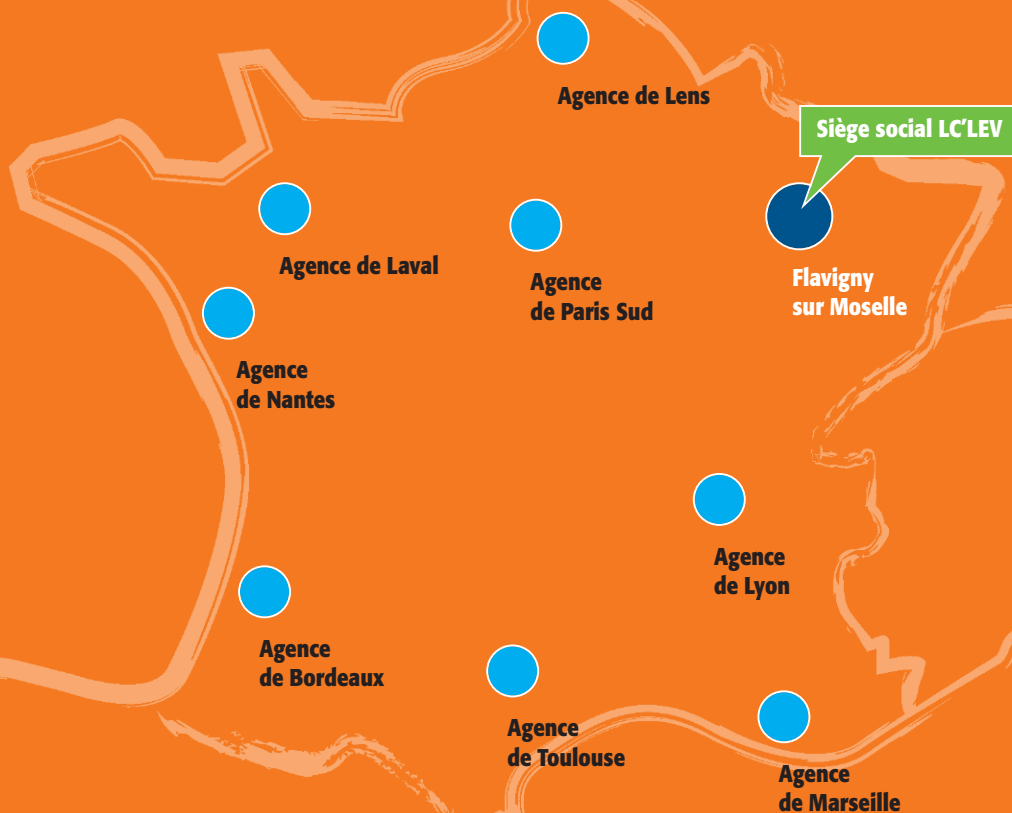 Agence de Lens
Siège social LC'LEV
Agence de Laval
Agence
de Paris Sud
Flavigny
sur Moselle
Agence
de Nantes
Agence
de Lyon
Agence
de Bordeaux
Agence
de Toulouse
Agence
de Marseille